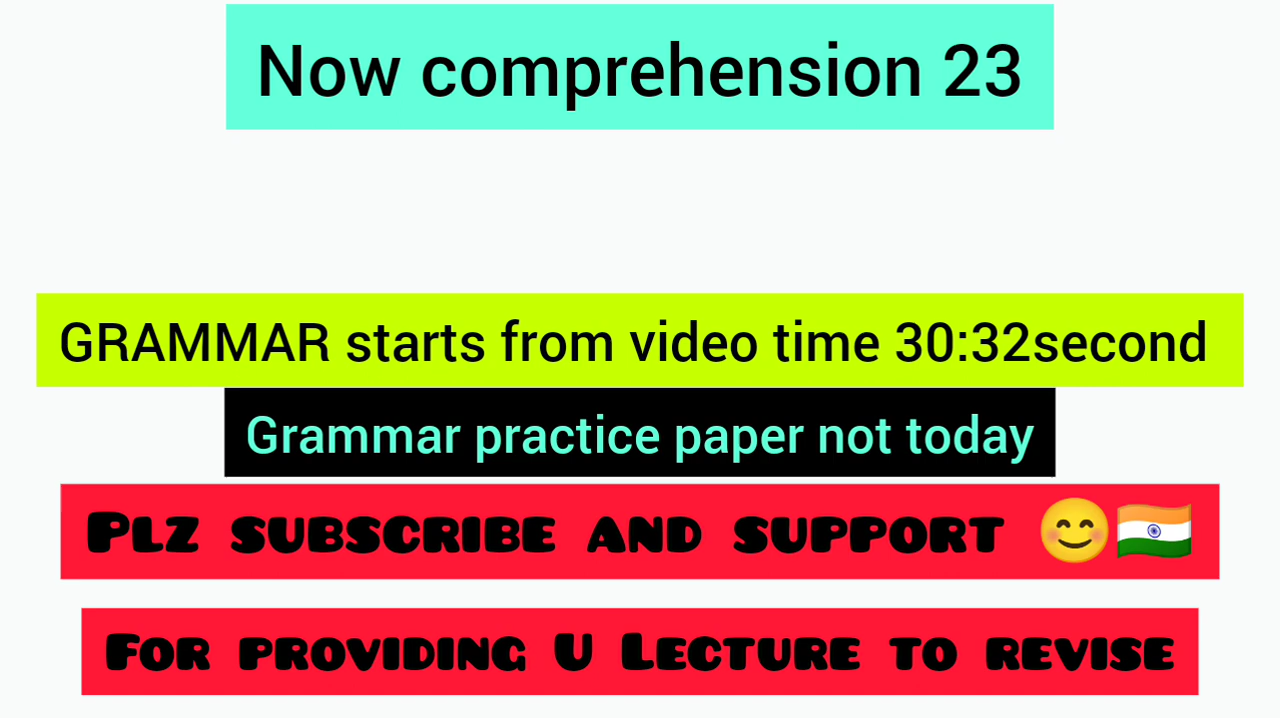 Now comprehension 23
GRAMMAR starts from video time 30:32second
Grammar practice paper not today
Plz subscribe and support 😊🇮🇳
For providing U Lecture to revise